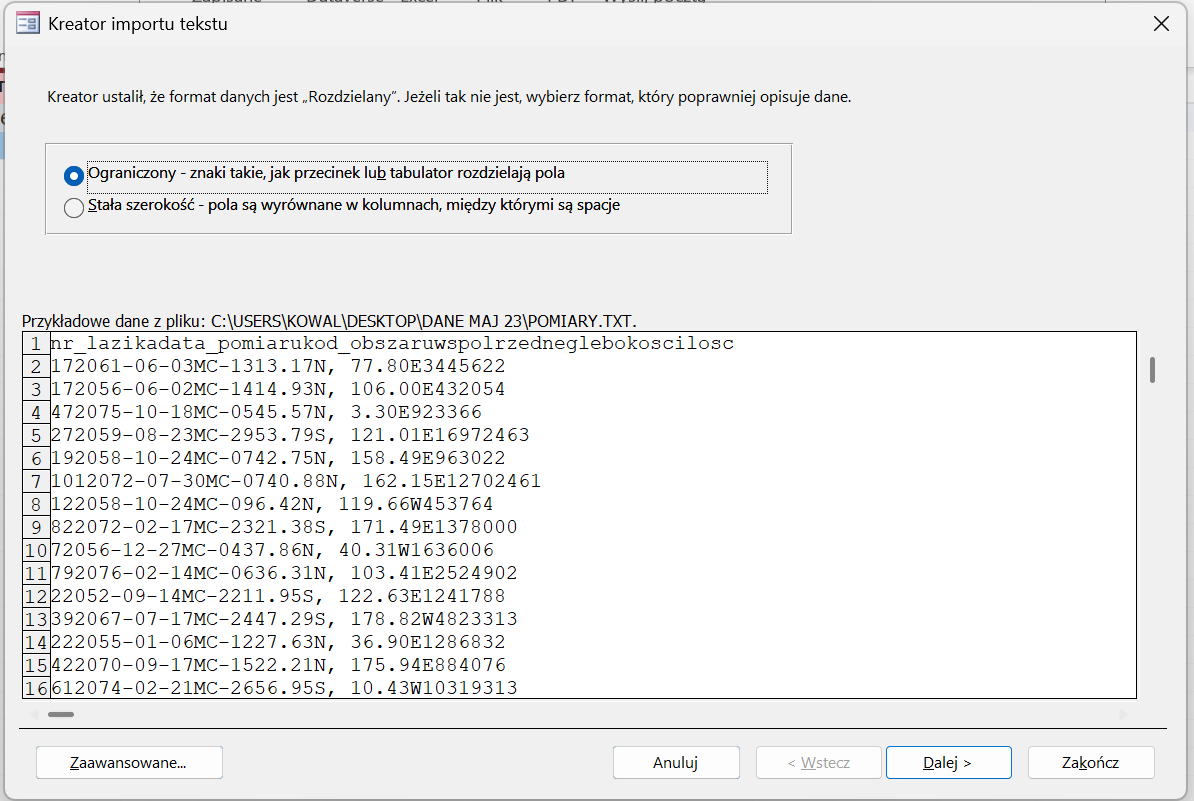 Kreator importu tekstu
Kreator ustalił, że format danych jest „Rozdzielany”. Jeżeli tak nie jest, wybierz format, który poprawniej opisuje dane.
Ograniczony - znaki takie, jak przecinek lub tabulator rozdzielają pola
Stała szerokość - pola są wyrównane w kolumnach, między którymi są spacje
Przykładowe dane z pliku: C:\USERS\KOWAL\DESKTOP\DANE MAJ 23\POMIARY.TXT.
1 nr_lazikadata_pomiarukod_obszaruwspolrzedneglebokoscilosc
2 172061-06-03MC-1313.17N, 77.80E3445622
3 172056-06-02MC-1414.93N, 106.00E432054
4 472075-10-18MC-0545.57N, 3.30E923366
5 272059-08-23MC-2953.79S, 121.01E16972463
6 192058-10-24MC-0742.75N, 158.49E963022
7 1012072-07-30MC-0740.88N, 162.15E12702461
8 122058-10-24MC-096.42N, 119.66W453764
9 822072-02-17MC-2321.38S, 171.49E1378000
10 72056-12-27MC-0437.86N, 40.31W1636006
11 792076-02-14MC-0636.31N, 103.41E2524902
12 22052-09-14MC-2211.95S, 122.63E1241788
13 392067-07-17MC-2447.29S, 178.82W4823313
14 222055-01-06MC-1227.63N, 36.90E1286832
15 422070-09-17MC-1522.21N, 175.94E884076
16 612074-02-21MC-2656.95S, 10.43W10319313
Zaawansowane... Anuluj < Wstecz Dalej > Zakończ